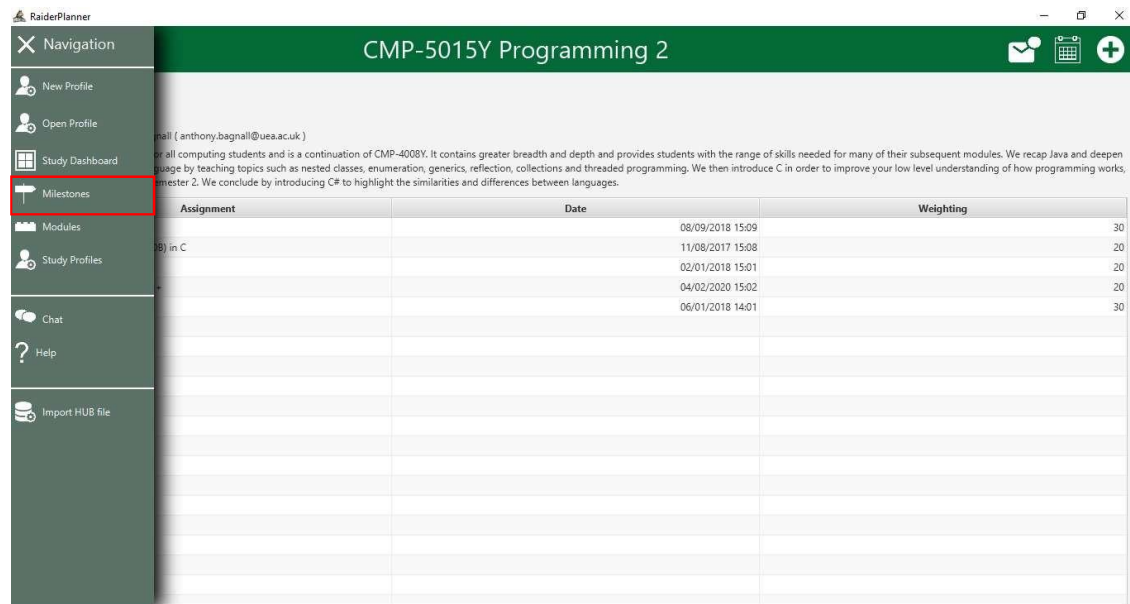 RaiderPlanner
Navigation
CMP-5015Y Programming 2
New Profile
Open Profile
Study Dashboard
Milestones
Modules
Study Profiles
Chat
Help
Import HUB file
( anthony.bagnall@uea.ac.uk )
all computing students and is a continuation of CMP-4008Y. It contains greater breadth and depth and provides students with the range of skills needed for many of their subsequent modules. We recap Java and deepen
by teaching topics such as nested classes, enumeration, generics, reflection, collections and threaded programming. We then introduce C in order to improve your low level understanding of how programming works,
2. We conclude by introducing C# to highlight the similarities and differences between languages.
Assignment Date Weighting
08/09/2018 15:09 30
in C 11/08/2017 15:08 20
02/01/2018 15:01 20
04/02/2020 15:02 20
06/01/2018 14:01 30